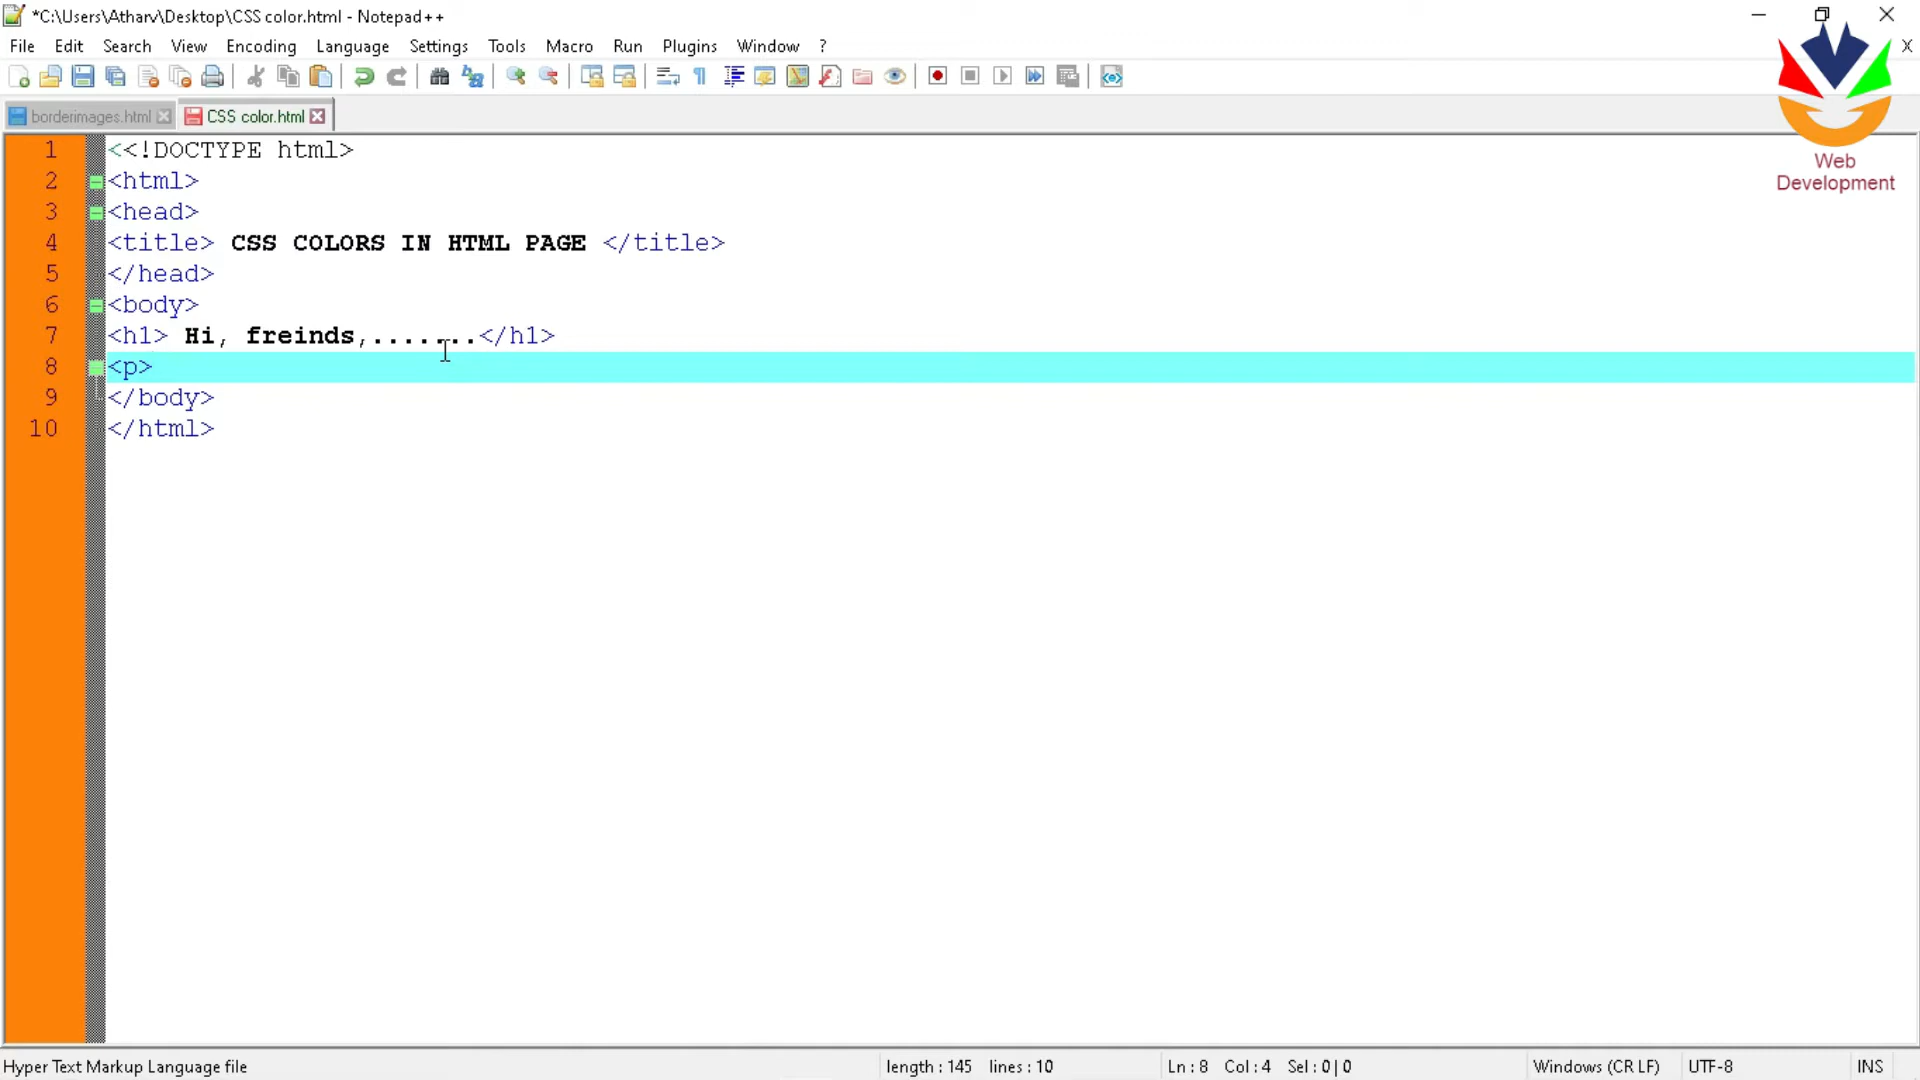 *C:\Users\Atharv\Desktop\CSS color.html - Notepad++
File Edit Search View Encoding Language Settings Tools Macro Run Plugins Window ? X
borderimages.html CSS color.html
Web
Development
1 <<!DOCTYPE html>
2 <html>
3 <head>
4 <title> CSS COLORS IN HTML PAGE </title>
5 </head>
6 <body>
7 <h1> Hi, freinds,.......</h1>
8 <p>
9 </body>
10 </html>
Hyper Text Markup Language file length : 145 lines : 10 Ln : 8 Col : 4 Sel : 0 | 0 Windows (CR LF) UTF-8 INS